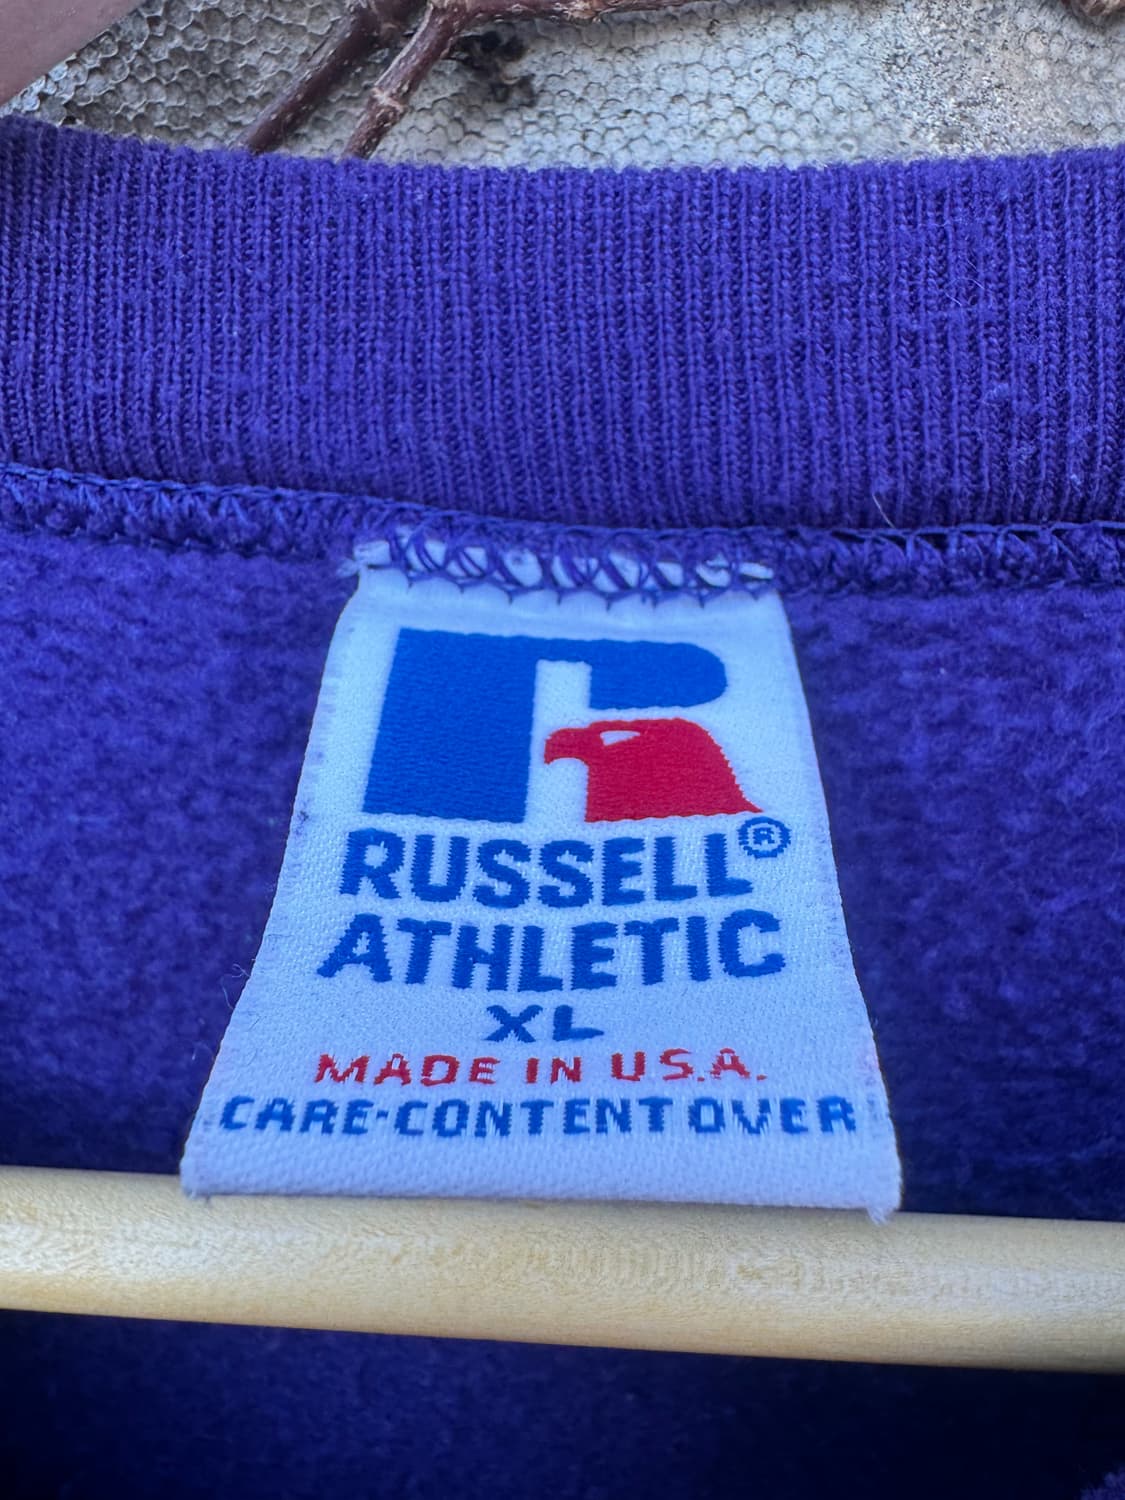 RUSSELL®
ATHLETIC
XL
MADE IN U.S.A.
CARE-CONTENT OVER